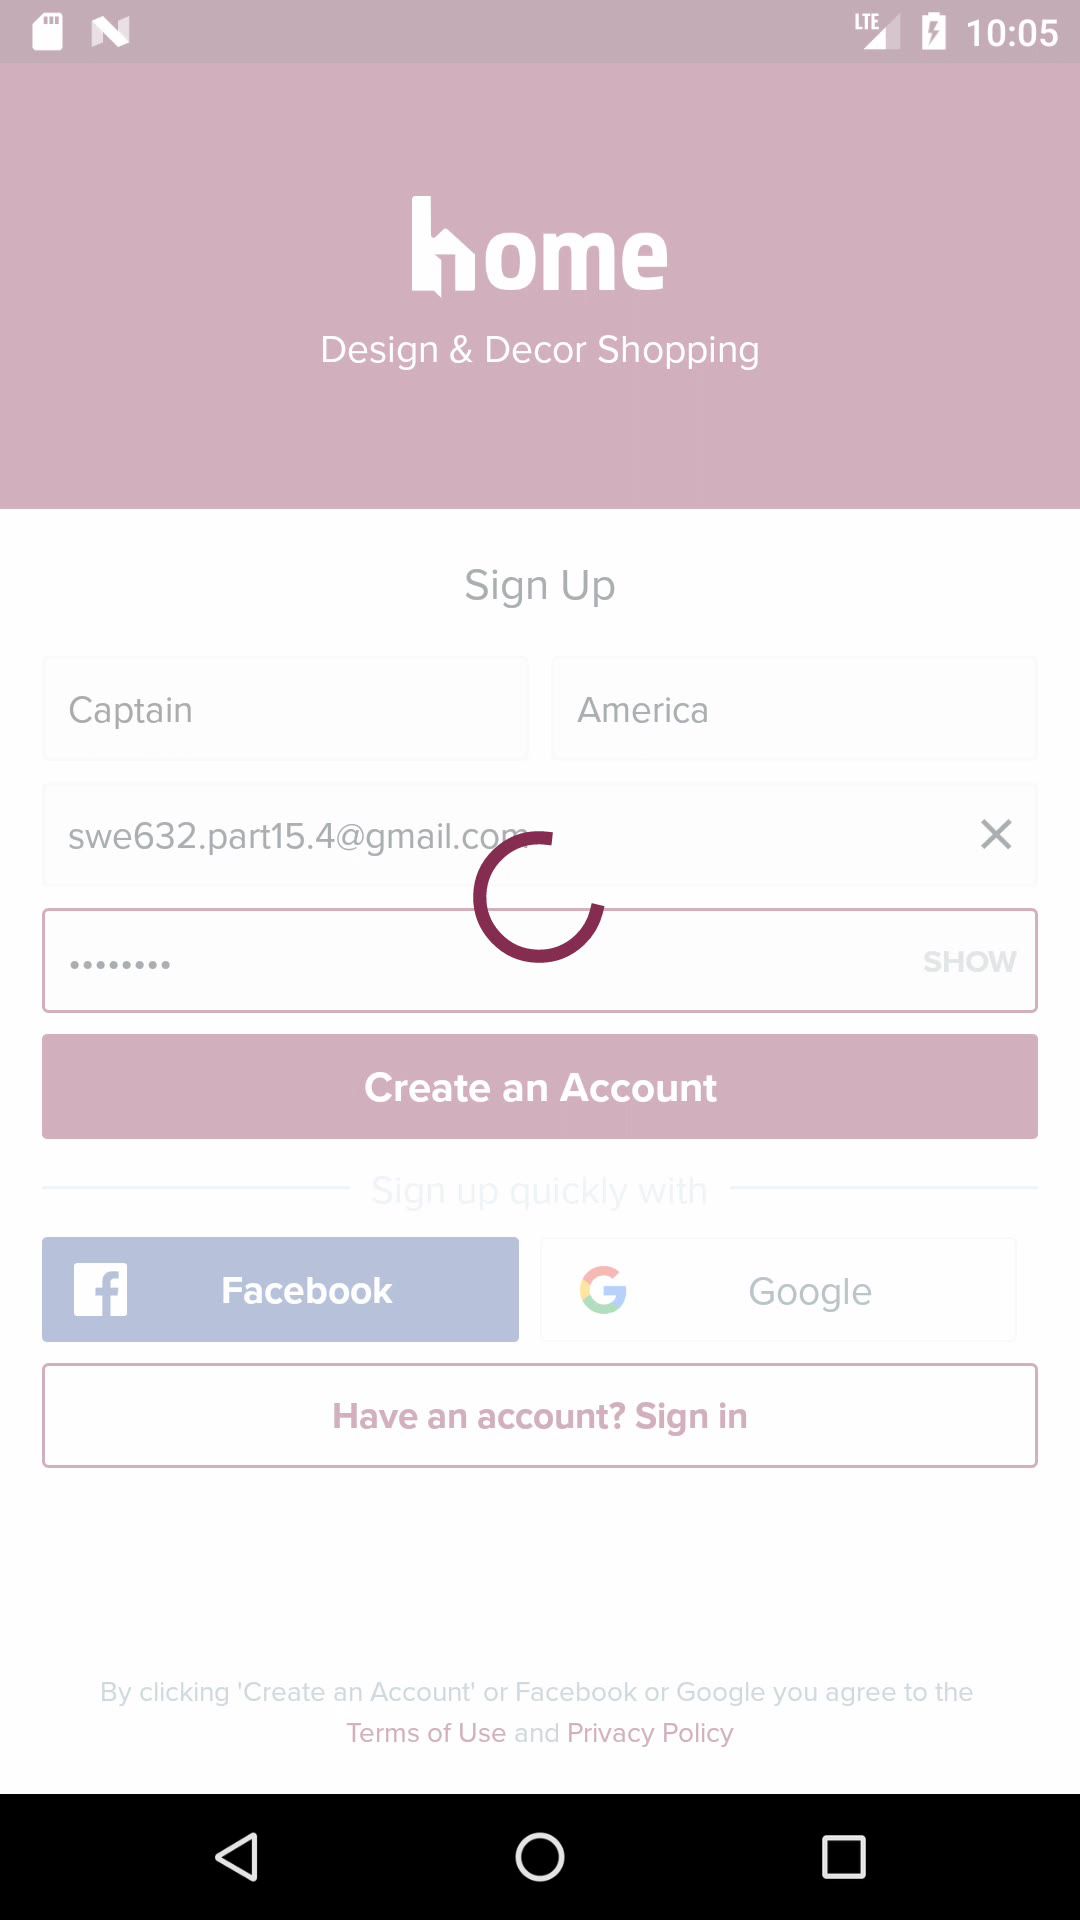 LTE 10:05
home
Design & Decor Shopping
Sign Up
Captain America
swe632.part15.4@gmail.com
•••••••• SHOW
Create an Account
Sign up quickly with
Facebook Google
Have an account? Sign in
By clicking 'Create an Account' or Facebook or Google you agree to the
Terms of Use and Privacy Policy